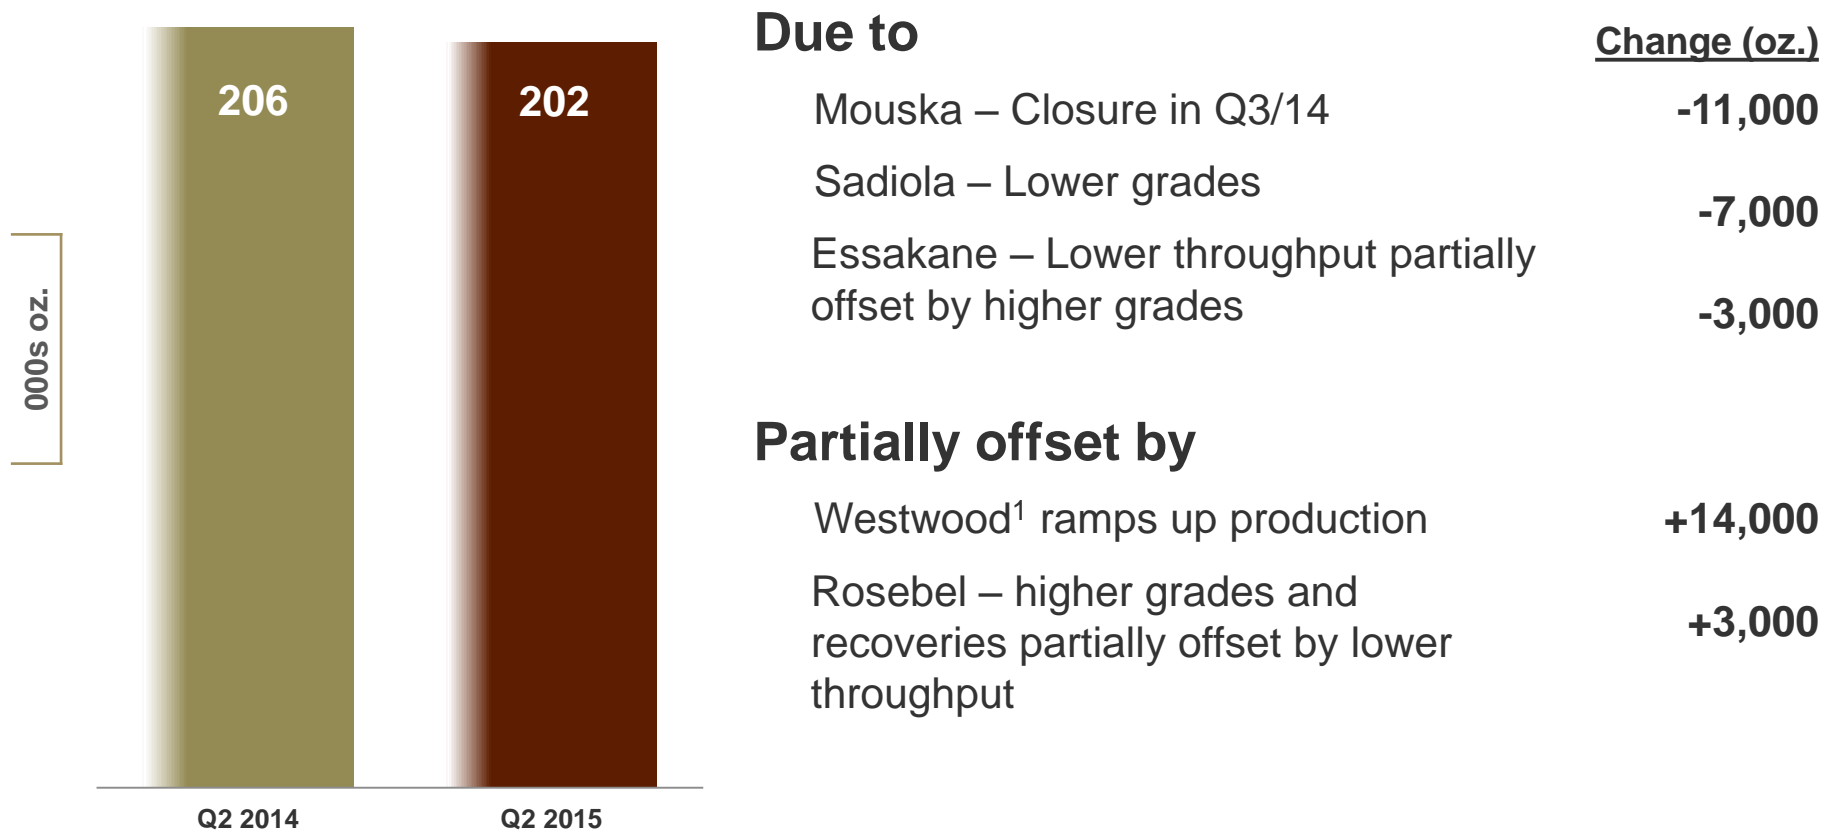 206
202
000s oz.
Q2 2014
Q2 2015
Due to
Change (oz.)
Mouska – Closure in Q3/14
-11,000
Sadiola – Lower grades
-7,000
Essakane – Lower throughput partially
offset by higher grades
-3,000
Partially offset by
Westwood¹ ramps up production
+14,000
Rosebel – higher grades and
recoveries partially offset by lower
throughput
+3,000